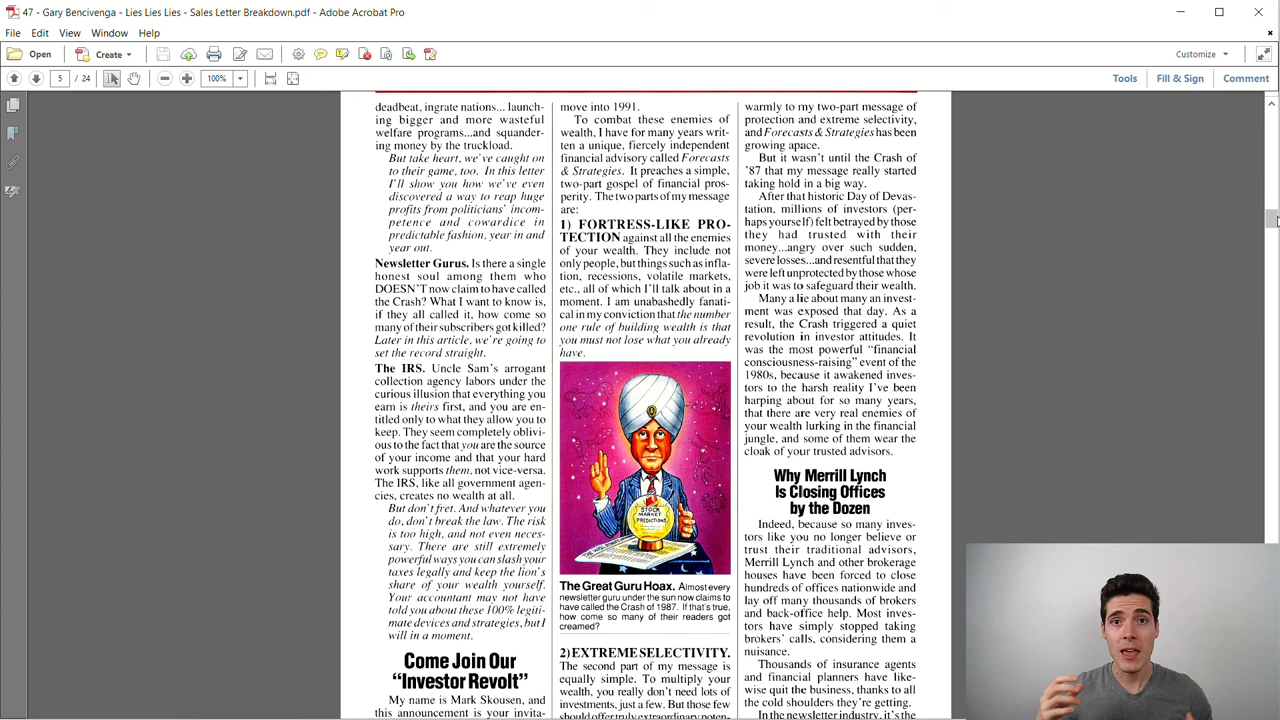 47 - Gary Bencivenga - Lies Lies Lies - Sales Letter Breakdown.pdf - Adobe Acrobat Pro
File Edit View Window Help
Open Create Customize
5 / 24 100% Tools Fill & Sign Comment
deadbeat, ingrate nations... launch-
ing bigger and more wasteful
welfare programs...and squander-
ing money by the truckload.
But take heart, we've caught on
to their game, too. In this letter
I'll show you how we've even
discovered a way to reap huge
profits from politicians' incom-
petence and cowardice in
predictable fashion, year in and
year out.
Newsletter Gurus. Is there a single
honest soul among them who
DOESN'T now claim to have called
the Crash? What I want to know is,
if they all called it, how come so
many of their subscribers got killed?
Later in this article, we're going to
set the record straight.
The IRS. Uncle Sam's arrogant
collection agency labors under the
curious illusion that everything you
earn is theirs first, and you are en-
titled only to what they allow you to
keep. They seem completely oblivi-
ous to the fact that you are the source
of your income and that your hard
work supports them, not vice-versa.
The IRS, like all government agen-
cies, creates no wealth at all.
But don't fret. And whatever you
do, don't break the law. The risk
is too high, and not even neces-
sary. There are still extremely
powerful ways you can slash your
taxes legally and keep the lion's
share of your wealth yourself.
Your accountant may not have
told you about these 100% legiti-
mate devices and strategies, but I
will in a moment.
Come Join Our
"Investor Revolt"
My name is Mark Skousen, and
this announcement is your invita-
move into 1991.
To combat these enemies of
wealth, I have for many years writ-
ten a unique, fiercely independent
financial advisory called Forecasts
& Strategies. It preaches a simple,
two-part gospel of financial pros-
perity. The two parts of my message
are:
1) FORTRESS-LIKE PRO-
TECTION against all the enemies
of your wealth. They include not
only people, but things such as infla-
tion, recessions, volatile markets,
etc., all of which I'll talk about in a
moment. I am unabashedly fanati-
cal in my conviction that the number
one rule of building wealth is that
you must not lose what you already
have.
STOCK
MARKET
PREDICTIONS
The Great Guru Hoax. Almost every
newsletter guru under the sun now claims to
have called the Crash of 1987. If that's true,
how come so many of their readers got
creamed?
2) EXTREME SELECTIVITY.
The second part of my message is
equally simple. To multiply your
wealth, you really don't need lots of
investments, just a few. But those few
should offer truly extraordinary poten-
warmly to my two-part message of
protection and extreme selectivity,
and Forecasts & Strategies has been
growing apace.
But it wasn't until the Crash of
'87 that my message really started
taking hold in a big way.
After that historic Day of Devas-
tation, millions of investors (per-
haps yourself) felt betrayed by those
they had trusted with their
money...angry over such sudden,
severe losses...and resentful that they
were left unprotected by those whose
job it was to safeguard their wealth.
Many a lie about many an invest-
ment was exposed that day. As a
result, the Crash triggered a quiet
revolution in investor attitudes. It
was the most powerful "financial
consciousness-raising" event of the
1980s, because it awakened inves-
tors to the harsh reality I've been
harping about for so many years,
that there are very real enemies of
your wealth lurking in the financial
jungle, and some of them wear the
cloak of your trusted advisors.
Why Merrill Lynch
Is Closing Offices
by the Dozen
Indeed, because so many inves-
tors like you no longer believe or
trust their traditional advisors,
Merrill Lynch and other brokerage
houses have been forced to close
hundreds of offices nationwide and
lay off many thousands of brokers
and back-office help. Most inves-
tors have simply stopped taking
brokers' calls, considering them a
nuisance.
Thousands of insurance agents
and financial planners have like-
wise quit the business, thanks to all
the cold shoulders they're getting.
In the newsletter industry, it's the